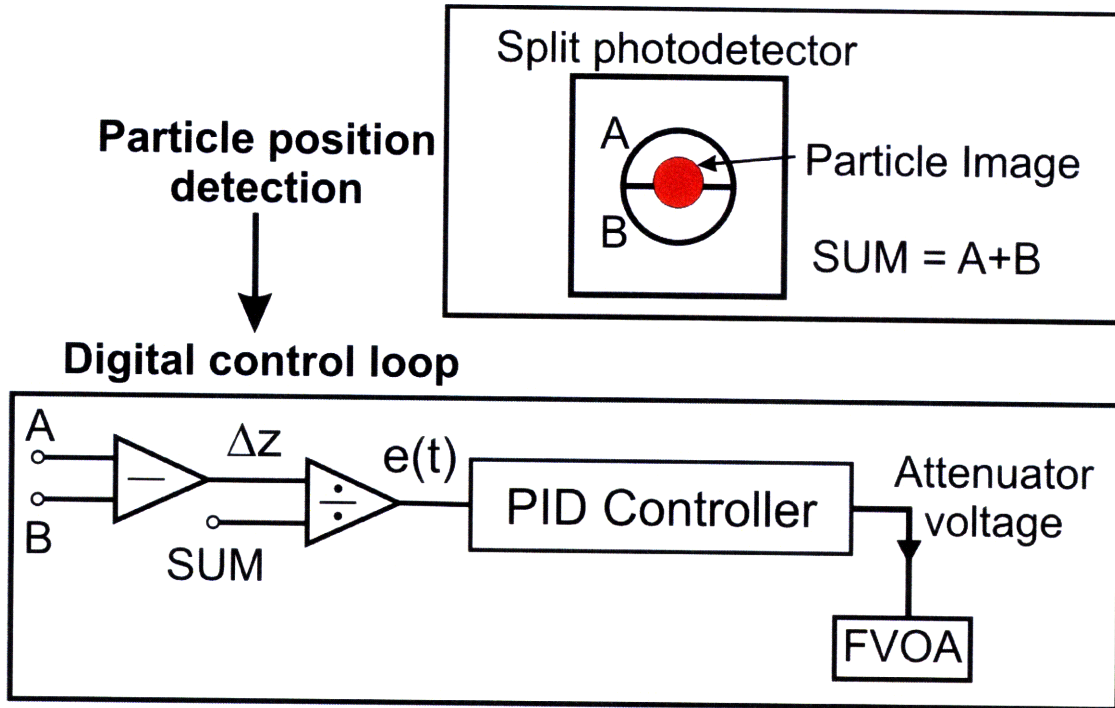 Split photodetector
A
B
Particle Image
SUM = A+B
Particle position
detection
Digital control loop
A
B
−
Δz
SUM
÷
e(t)
PID Controller
Attenuator
voltage
FVOA